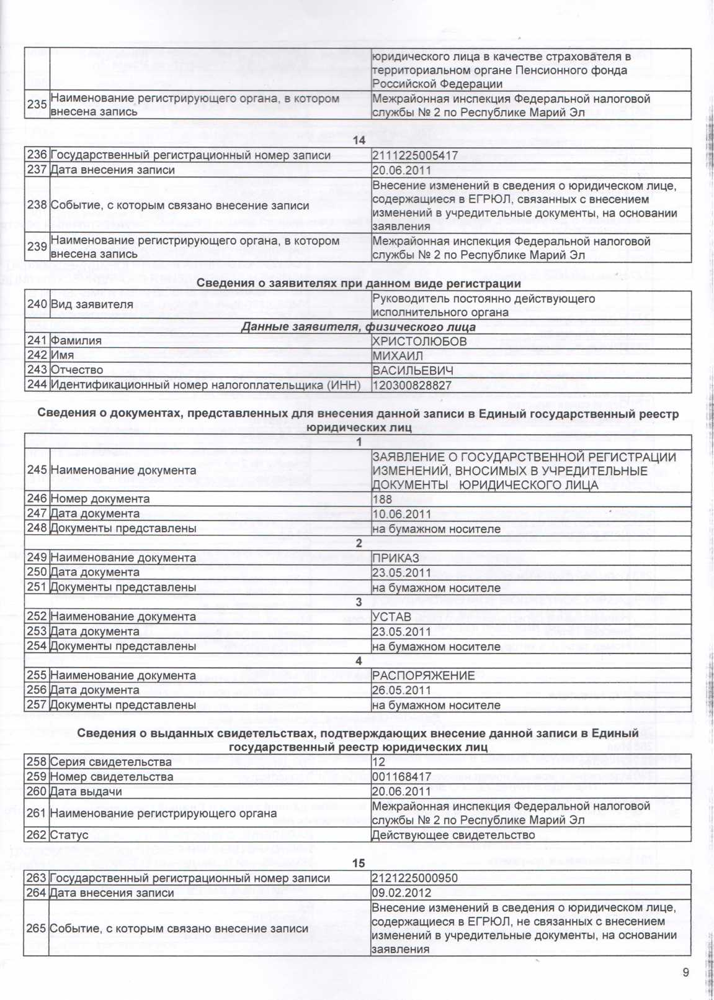 юридического лица в качестве страхователя в
территориальном органе Пенсионного фонда
Российской Федерации
235 Наименование регистрирующего органа, в котором
внесена запись
Межрайонная инспекция Федеральной налоговой
службы № 2 по Республике Марий Эл
14
236 Государственный регистрационный номер записи 2111225005417
237 Дата внесения записи 20.06.2011
238 Событие, с которым связано внесение записи
Внесение изменений в сведения о юридическом лице,
содержащиеся в ЕГРЮЛ, связанных с внесением
изменений в учредительные документы, на основании
заявления
239 Наименование регистрирующего органа, в котором
внесена запись
Межрайонная инспекция Федеральной налоговой
службы № 2 по Республике Марий Эл
Сведения о заявителях при данном виде регистрации
240 Вид заявителя
Руководитель постоянно действующего
исполнительного органа
Данные заявителя, физического лица
241 Фамилия ХРИСТОЛЮБОВ
242 Имя МИХАИЛ
243 Отчество ВАСИЛЬЕВИЧ
244 Идентификационный номер налогоплательщика (ИНН) 120300828827
Сведения о документах, представленных для внесения данной записи в Единый государственный реестр
юридических лиц
1
245 Наименование документа
ЗАЯВЛЕНИЕ О ГОСУДАРСТВЕННОЙ РЕГИСТРАЦИИ
ИЗМЕНЕНИЙ, ВНОСИМЫХ В УЧРЕДИТЕЛЬНЫЕ
ДОКУМЕНТЫ ЮРИДИЧЕСКОГО ЛИЦА
246 Номер документа 188
247 Дата документа 10.06.2011
248 Документы представлены на бумажном носителе
2
249 Наименование документа ПРИКАЗ
250 Дата документа 23.05.2011
251 Документы представлены на бумажном носителе
3
252 Наименование документа УСТАВ
253 Дата документа 23.05.2011
254 Документы представлены на бумажном носителе
4
255 Наименование документа РАСПОРЯЖЕНИЕ
256 Дата документа 26.05.2011
257 Документы представлены на бумажном носителе
Сведения о выданных свидетельствах, подтверждающих внесение данной записи в Единый
государственный реестр юридических лиц
258 Серия свидетельства 12
259 Номер свидетельства 001168417
260 Дата выдачи 20.06.2011
261 Наименование регистрирующего органа
Межрайонная инспекция Федеральной налоговой
службы № 2 по Республике Марий Эл
262 Статус Действующее свидетельство
15
263 Государственный регистрационный номер записи 2121225000950
264 Дата внесения записи 09.02.2012
265 Событие, с которым связано внесение записи
Внесение изменений в сведения о юридическом лице,
содержащиеся в ЕГРЮЛ, не связанных с внесением
изменений в учредительные документы, на основании
заявления
9